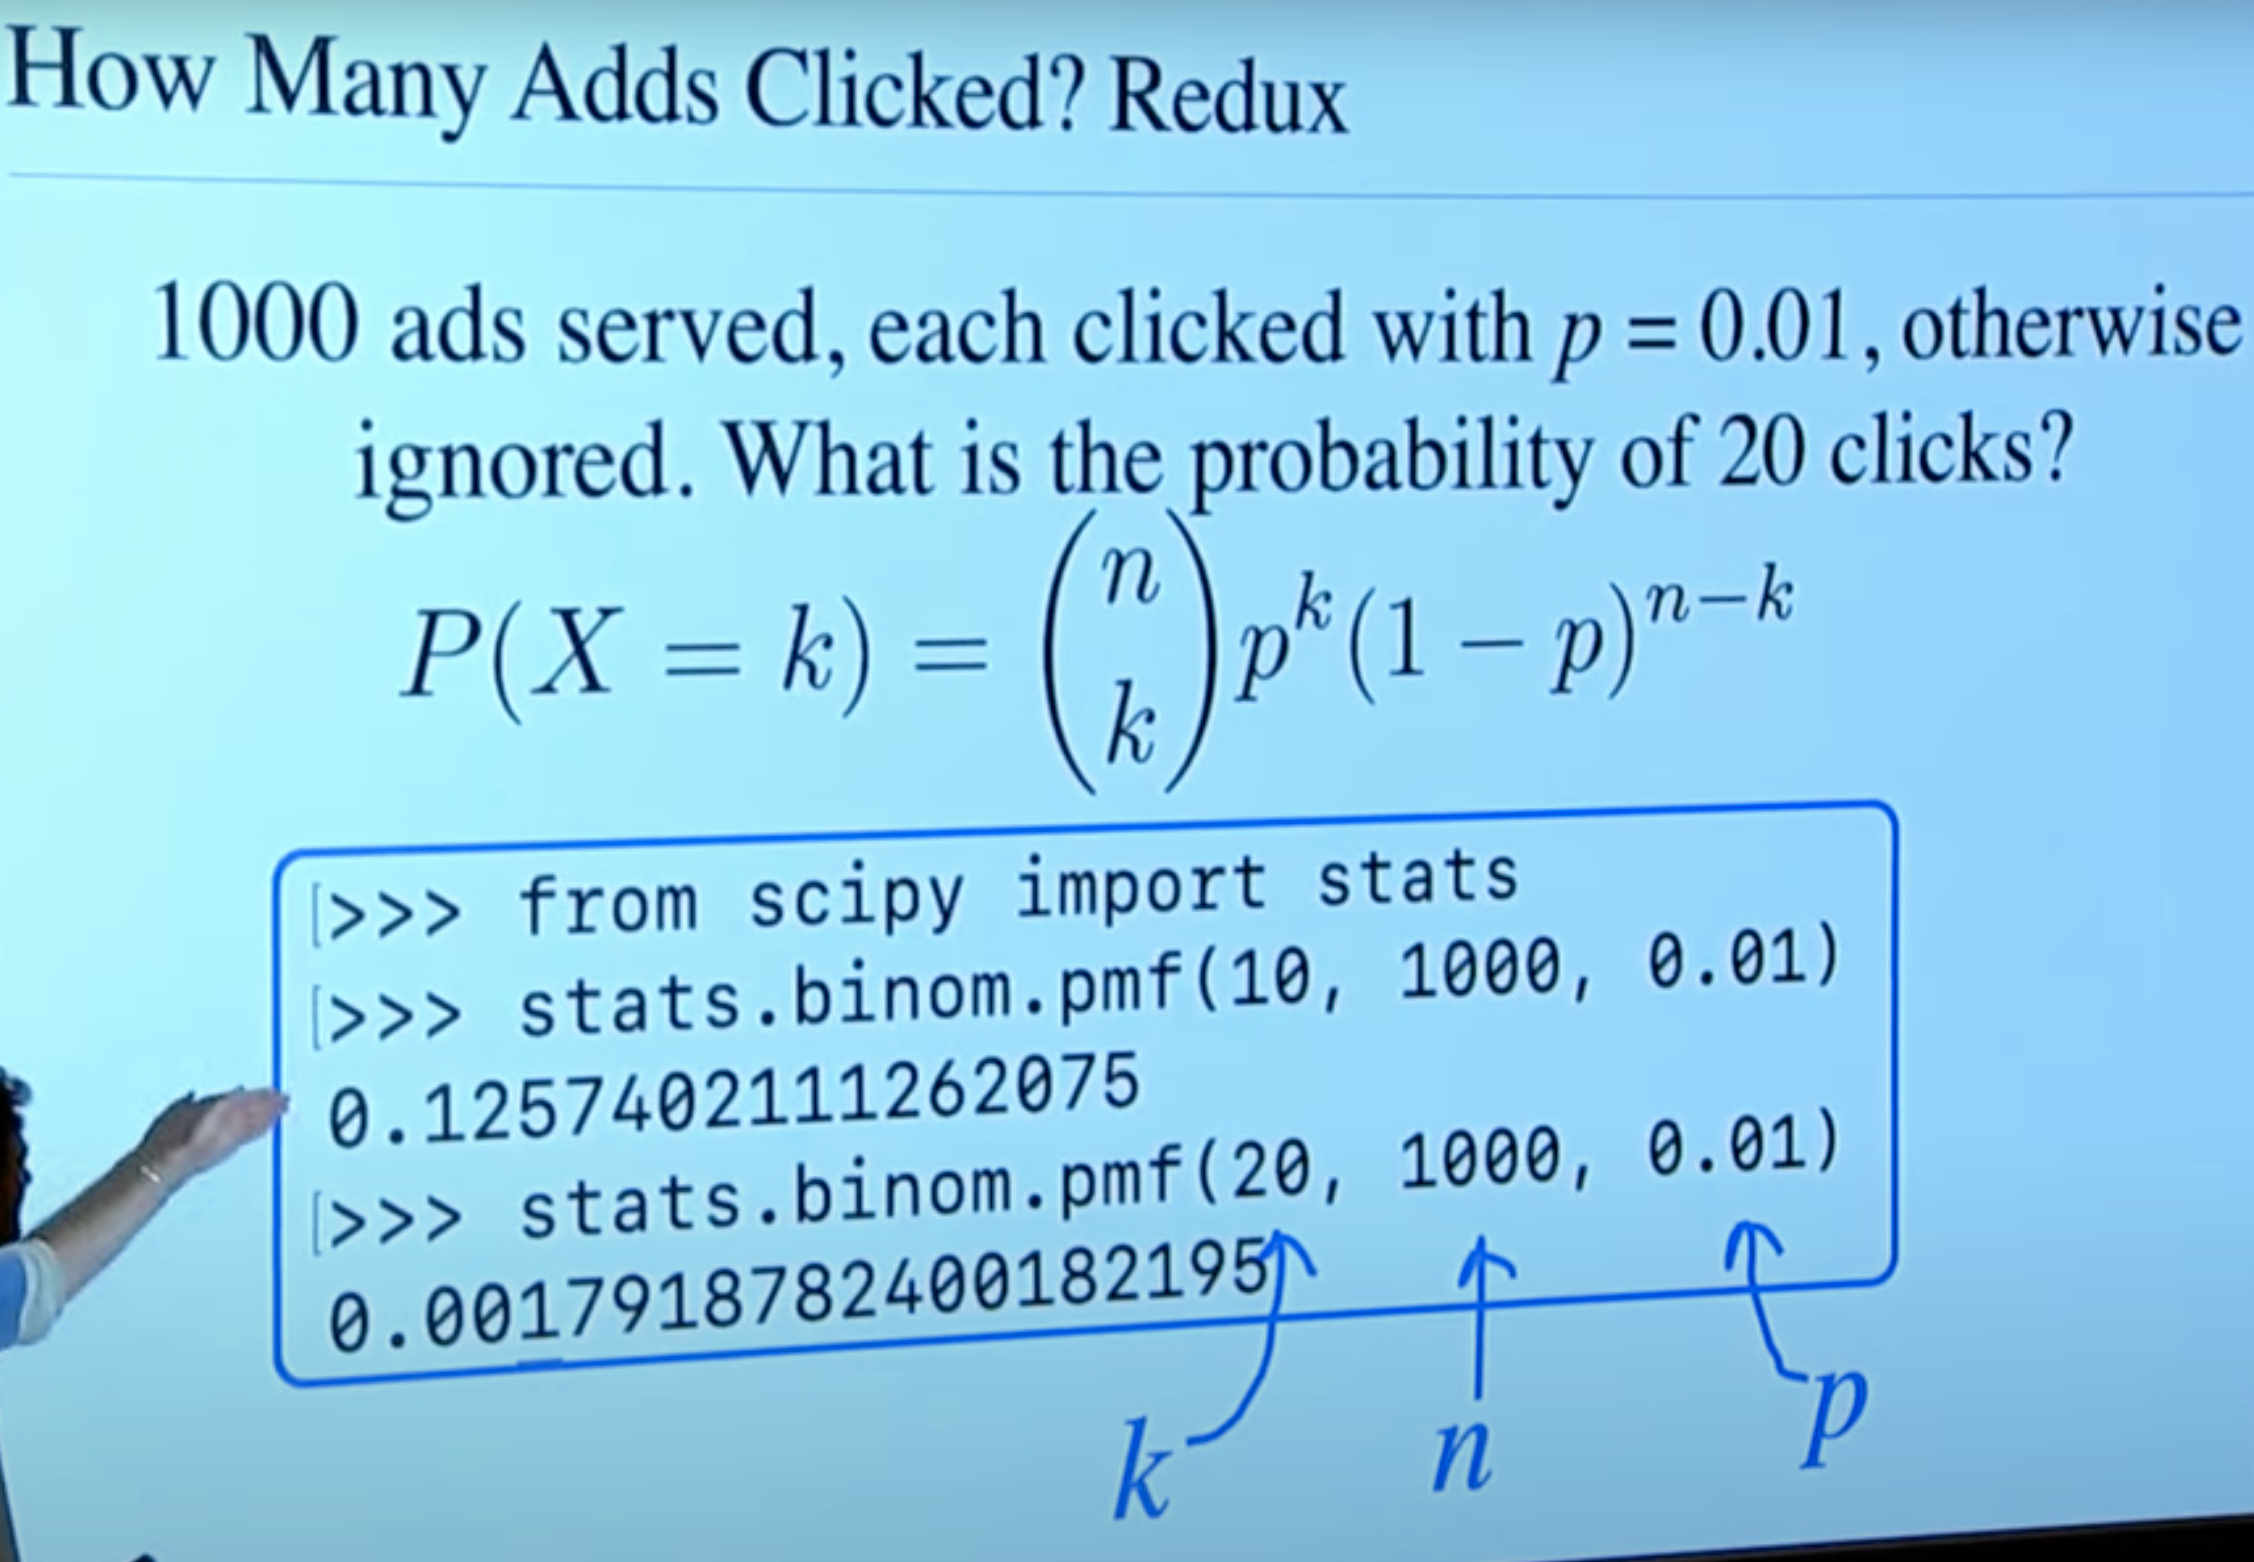 How Many Adds Clicked? Redux
1000 ads served, each clicked with p = 0.01, otherwise
ignored. What is the probability of 20 clicks?
P(X = k) = \binom{n}{k} p^k (1 − p)^{n−k}
>>> from scipy import stats
>>> stats.binom.pmf(10, 1000, 0.01)
0.1257402111262075
>>> stats.binom.pmf(20, 1000, 0.01)
0.0017918782400182195
k n p